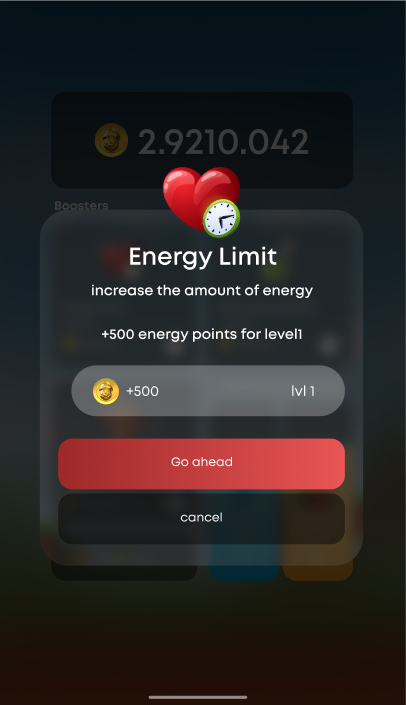 2.9210.042
Boosters
Energy Limit
increase the amount of energy
+500 energy points for level1
+500 lvl 1
Go ahead
cancel